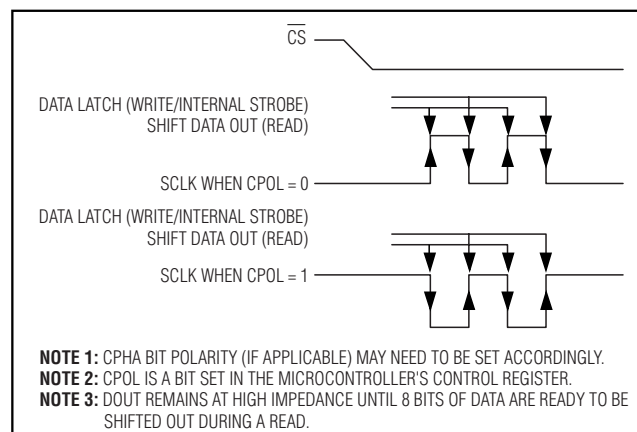 CS
DATA LATCH (WRITE/INTERNAL STROBE)
SHIFT DATA OUT (READ)
SCLK WHEN CPOL = 0
DATA LATCH (WRITE/INTERNAL STROBE)
SHIFT DATA OUT (READ)
SCLK WHEN CPOL = 1
NOTE 1: CPHA BIT POLARITY (IF APPLICABLE) MAY NEED TO BE SET ACCORDINGLY.
NOTE 2: CPOL IS A BIT SET IN THE MICROCONTROLLER'S CONTROL REGISTER.
NOTE 3: DOUT REMAINS AT HIGH IMPEDANCE UNTIL 8 BITS OF DATA ARE READY TO BE
SHIFTED OUT DURING A READ.